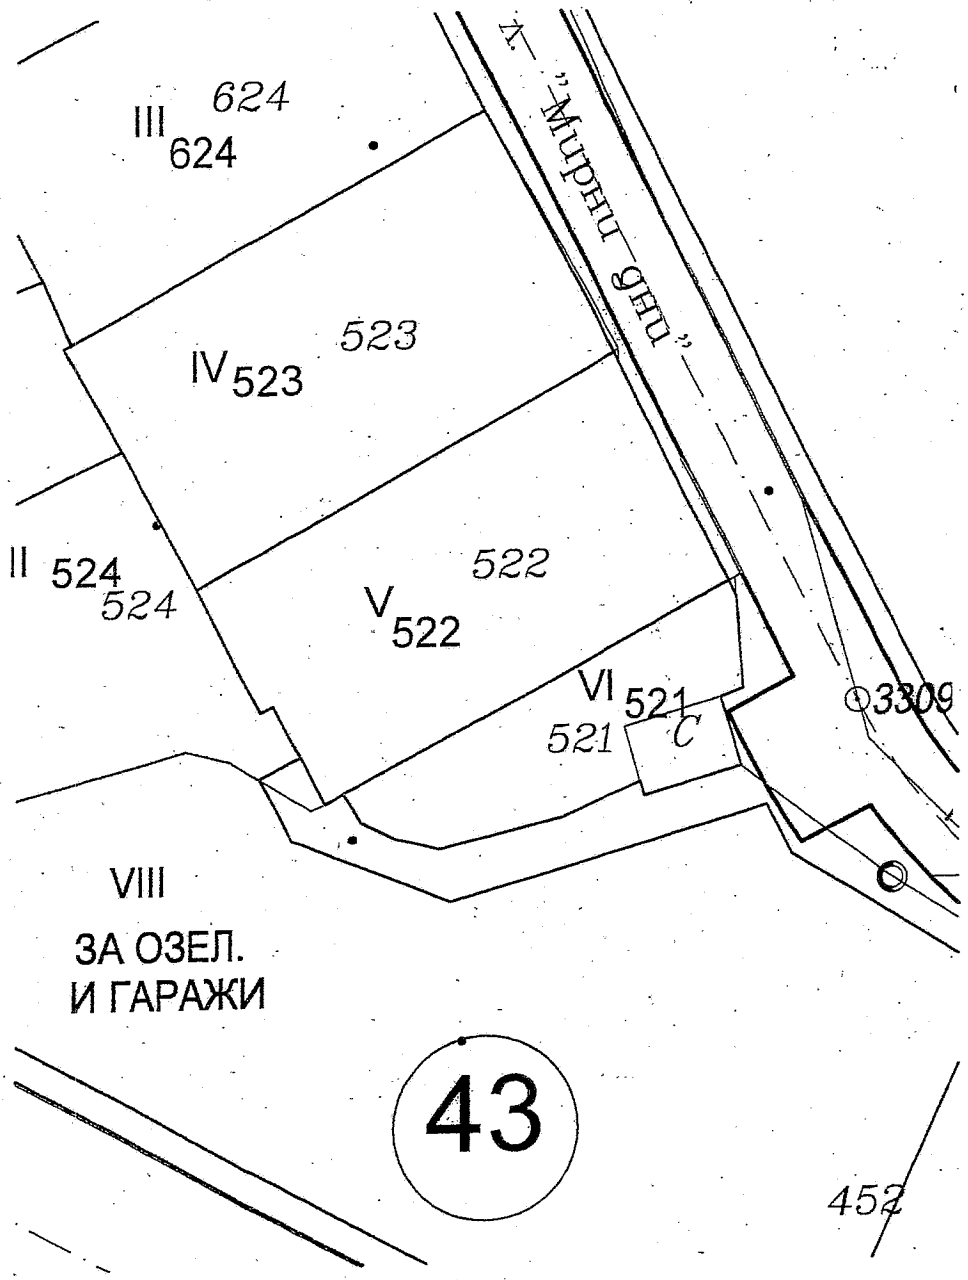 у. "Мирни дни"
624
III 624
523
IV 523
522
II 524
524
V 522
VI 521
521
С
3309
VIII
ЗА ОЗЕЛ.
И ГАРАЖИ
43
452